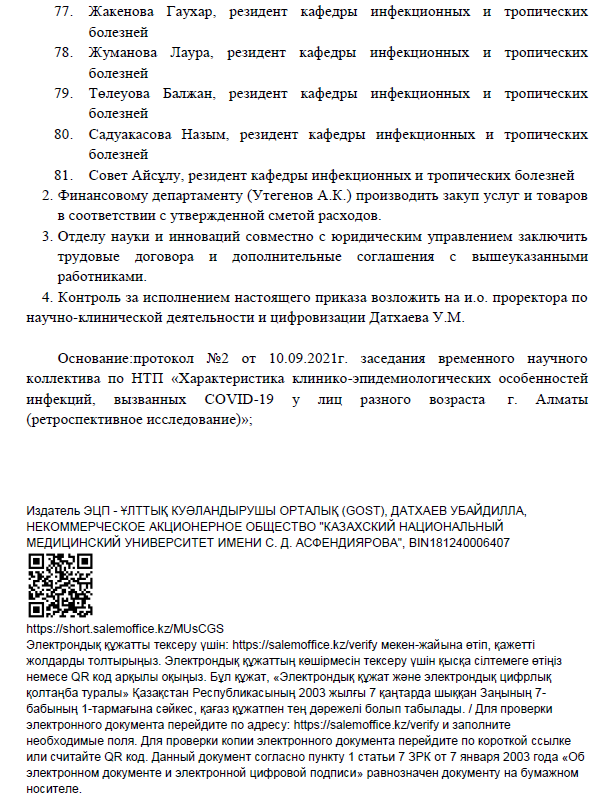 77. Жакенова Гаухар, резидент кафедры инфекционных и тропических
болезней
78. Жуманова Лаура, резидент кафедры инфекционных и тропических
болезней
79. Төлеуова Балжан, резидент кафедры инфекционных и тропических
болезней
80. Садуакасова Назым, резидент кафедры инфекционных и тропических
болезней
81. Совет Айсұлу, резидент кафедры инфекционных и тропических болезней
2. Финансовому департаменту (Утегенов А.К.) производить закуп услуг и товаров
в соответствии с утвержденной сметой расходов.
3. Отделу науки и инноваций совместно с юридическим управлением заключить
трудовые договора и дополнительные соглашения с вышеуказанными
работниками.
4. Контроль за исполнением настоящего приказа возложить на и.о. проректора по
научно-клинической деятельности и цифровизации Датхаева У.М.
Основание:протокол №2 от 10.09.2021г. заседания временного научного
коллектива по НТП «Характеристика клинико-эпидемиологических особенностей
инфекций, вызванных COVID-19 у лиц разного возраста г. Алматы
(ретроспективное исследование)»;
Издатель ЭЦП - ҰЛТТЫҚ КУӘЛАНДЫРУШЫ ОРТАЛЫҚ (GOST), ДАТХАЕВ УБАЙДИЛЛА,
НЕКОММЕРЧЕСКОЕ АКЦИОНЕРНОЕ ОБЩЕСТВО "КАЗАХСКИЙ НАЦИОНАЛЬНЫЙ
МЕДИЦИНСКИЙ УНИВЕРСИТЕТ ИМЕНИ С. Д. АСФЕНДИЯРОВА", BIN181240006407
https://short.salemoffice.kz/MUsCGS
Электрондық құжатты тексеру үшін: https://salemoffice.kz/verify мекен-жайына өтіп, қажетті
жолдарды толтырыңыз. Электрондық құжаттың көшірмесін тексеру үшін қысқа сілтемеге өтіңіз
немесе QR код арқылы оқыңыз. Бұл құжат, «Электрондық құжат және электрондық цифрлық
қолтаңба туралы» Қазақстан Республикасының 2003 жылғы 7 қаңтарда шыққан Заңының 7-
бабының 1-тармағына сәйкес, қағаз құжатпен тең дәрежелі болып табылады. / Для проверки
электронного документа перейдите по адресу: https://salemoffice.kz/verify и заполните
необходимые поля. Для проверки копии электронного документа перейдите по короткой ссылке
или считайте QR код. Данный документ согласно пункту 1 статьи 7 ЗРК от 7 января 2003 года «Об
электронном документе и электронной цифровой подписи» равнозначен документу на бумажном
носителе.